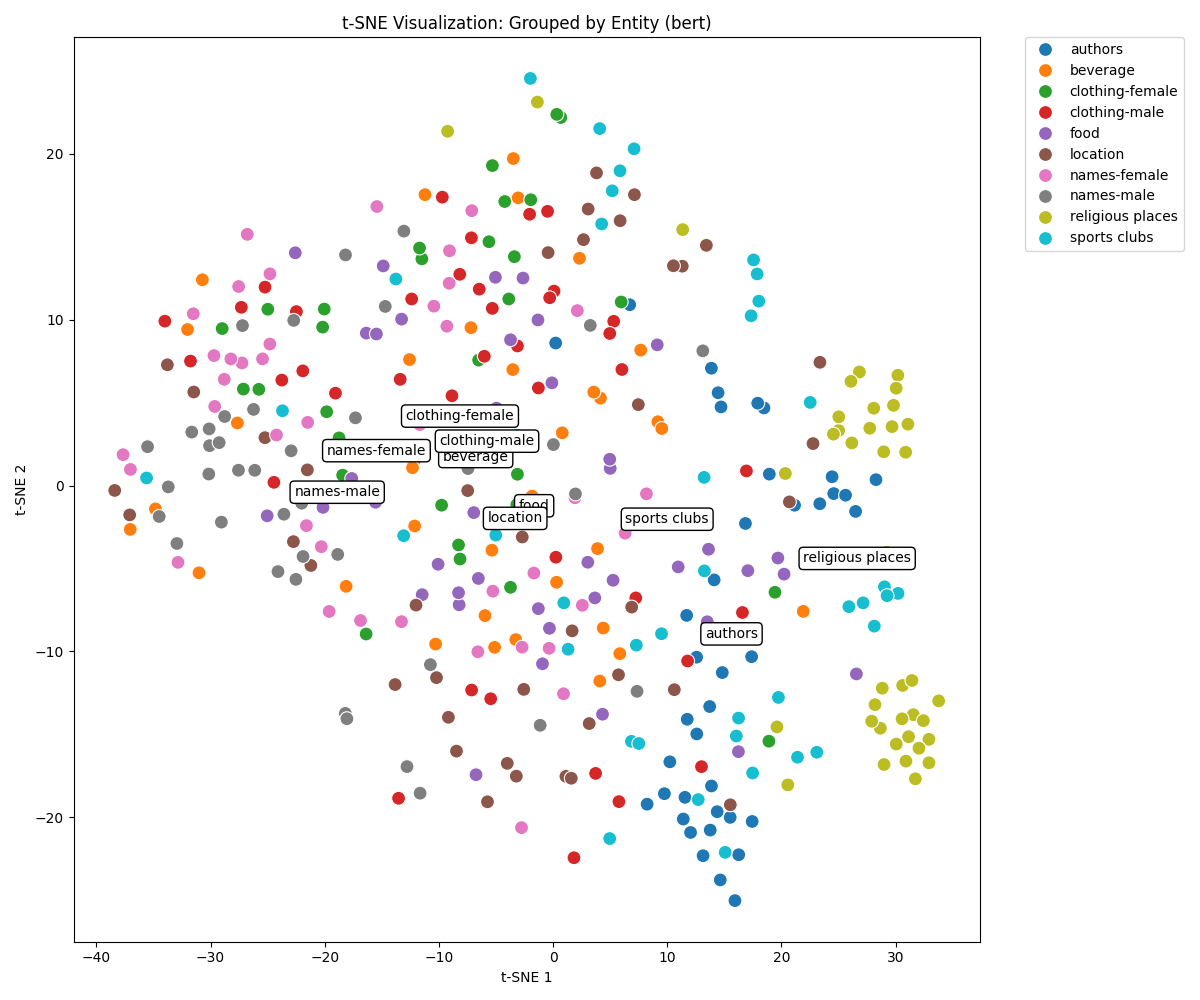 t-SNE Visualization: Grouped by Entity (bert)
authors
beverage
clothing-female
clothing-male
food
location
names-female
names-male
religious places
sports clubs
t-SNE 2
20
10
0
−10
−20
clothing-female
clothing-male
names-female
beverage
names-male
food
location
sports clubs
religious places
authors
−40
−30
−20
−10
0
10
20
30
t-SNE 1